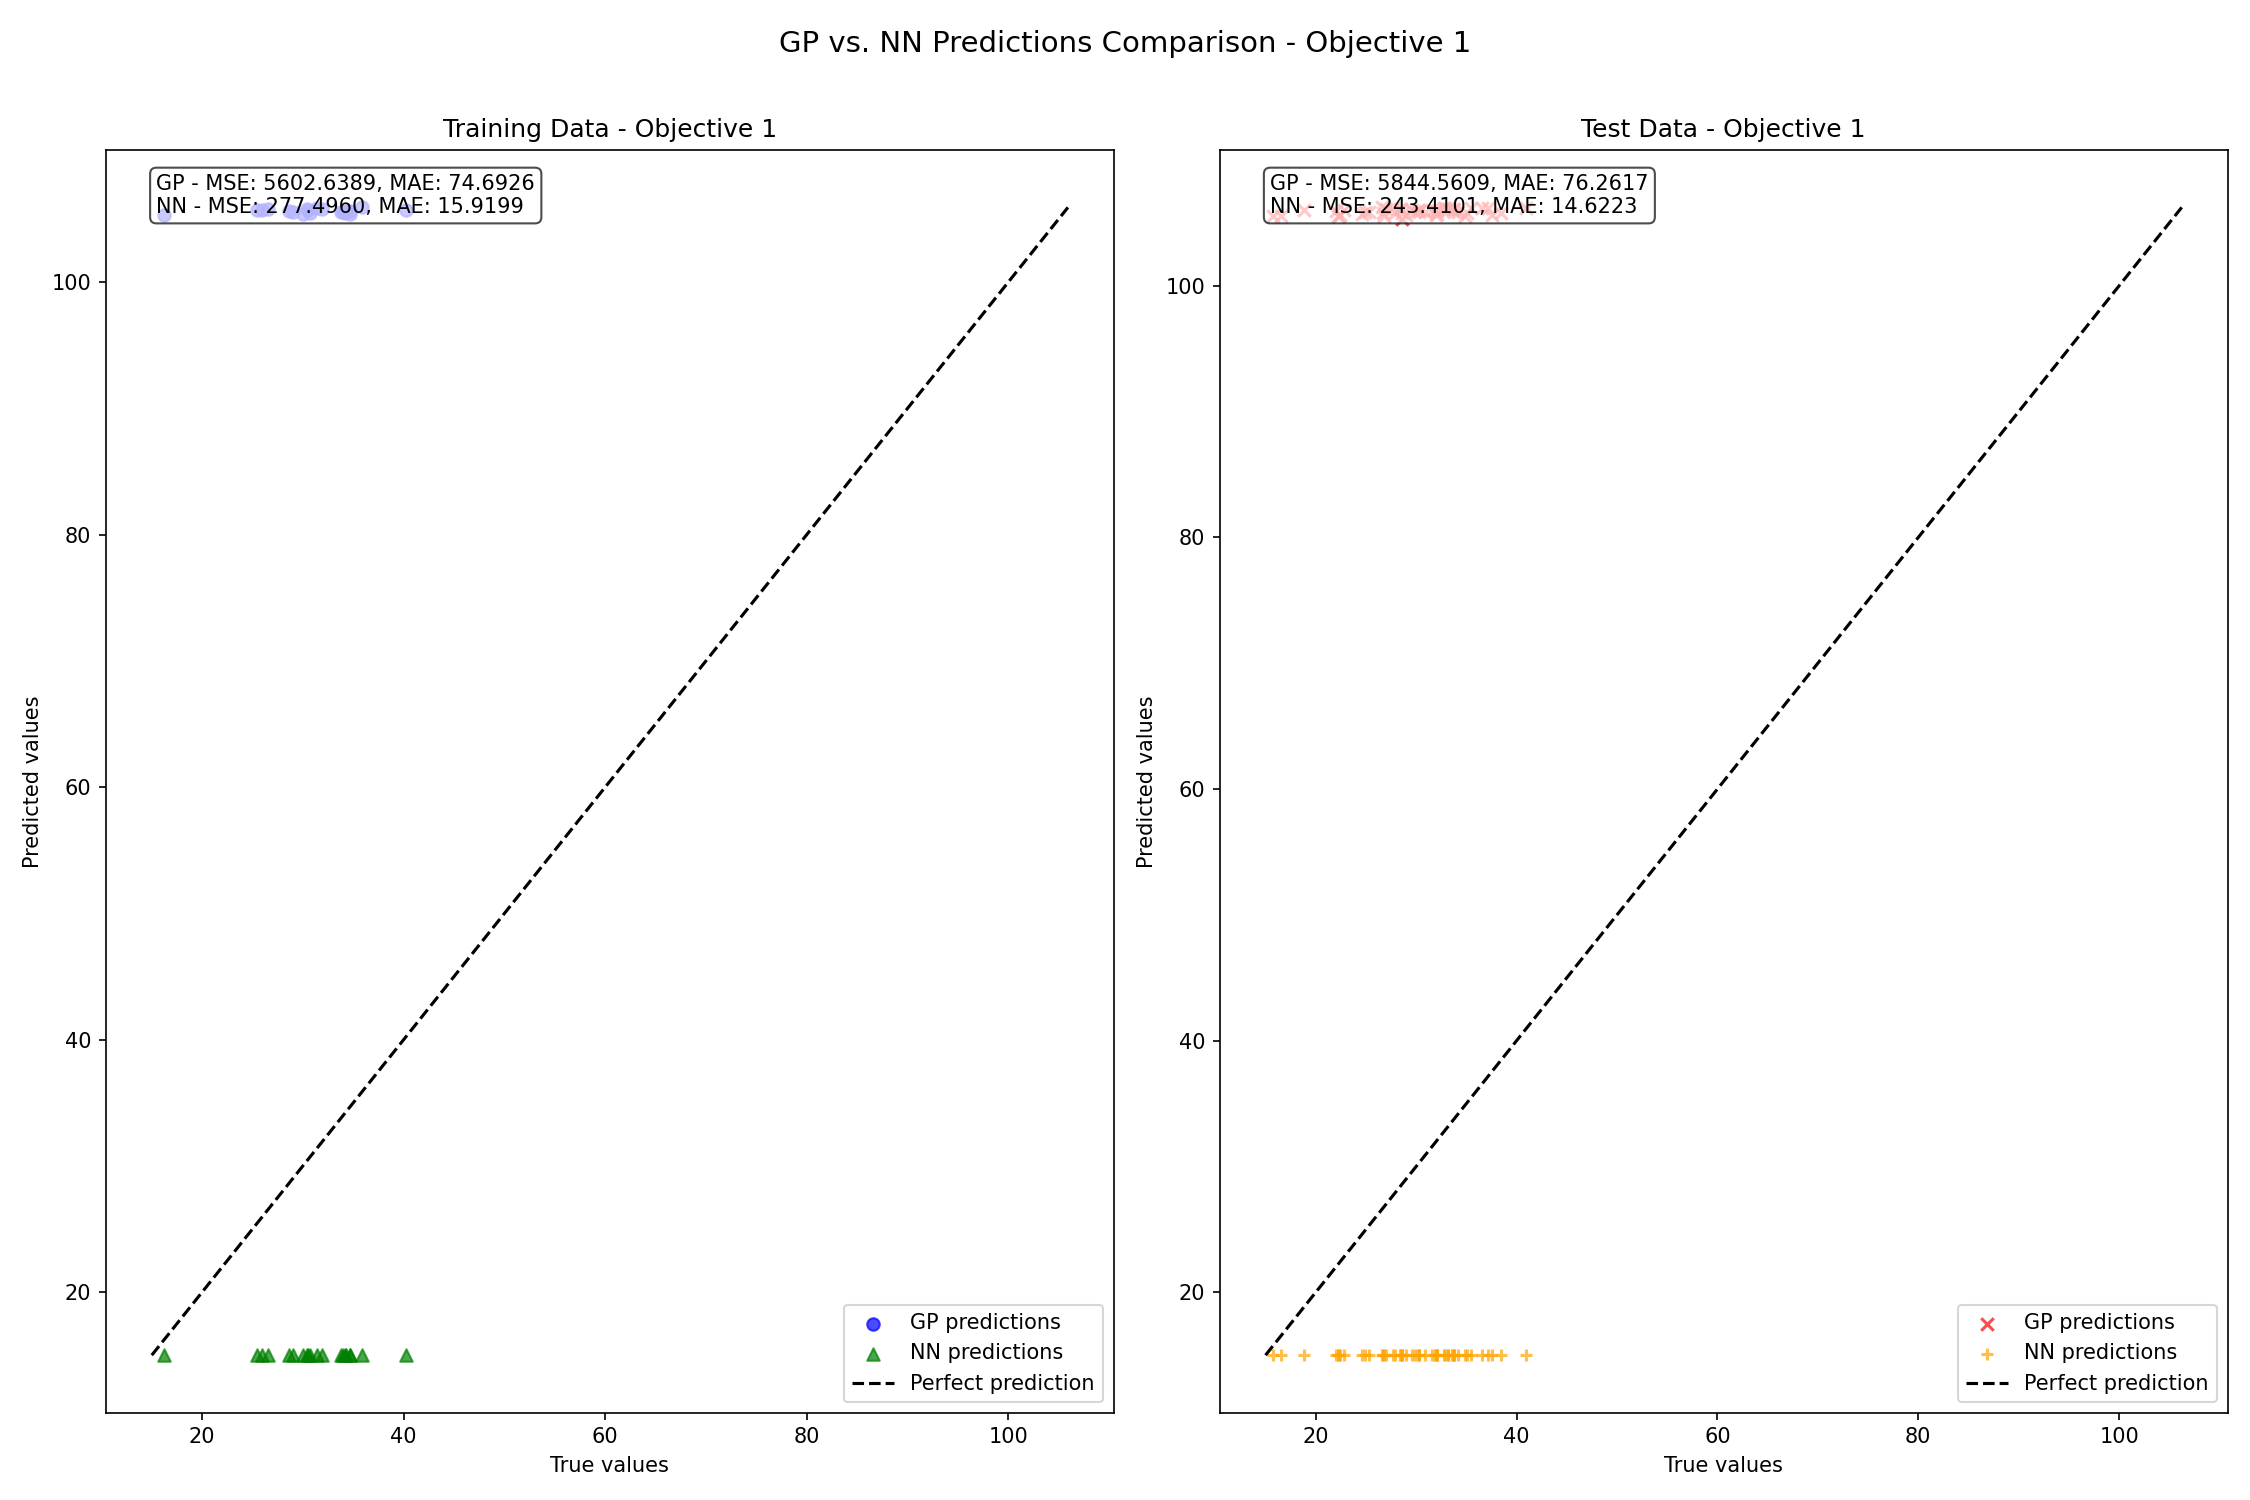 GP vs. NN Predictions Comparison - Objective 1
Training Data - Objective 1
GP - MSE: 5602.6389, MAE: 74.6926
NN - MSE: 277.4960, MAE: 15.9199
100
80
60
40
20
Predicted values
GP predictions
NN predictions
Perfect prediction
20 40 60 80 100
True values
Test Data - Objective 1
GP - MSE: 5844.5609, MAE: 76.2617
NN - MSE: 243.4101, MAE: 14.6223
100
80
60
40
20
Predicted values
GP predictions
NN predictions
Perfect prediction
20 40 60 80 100
True values